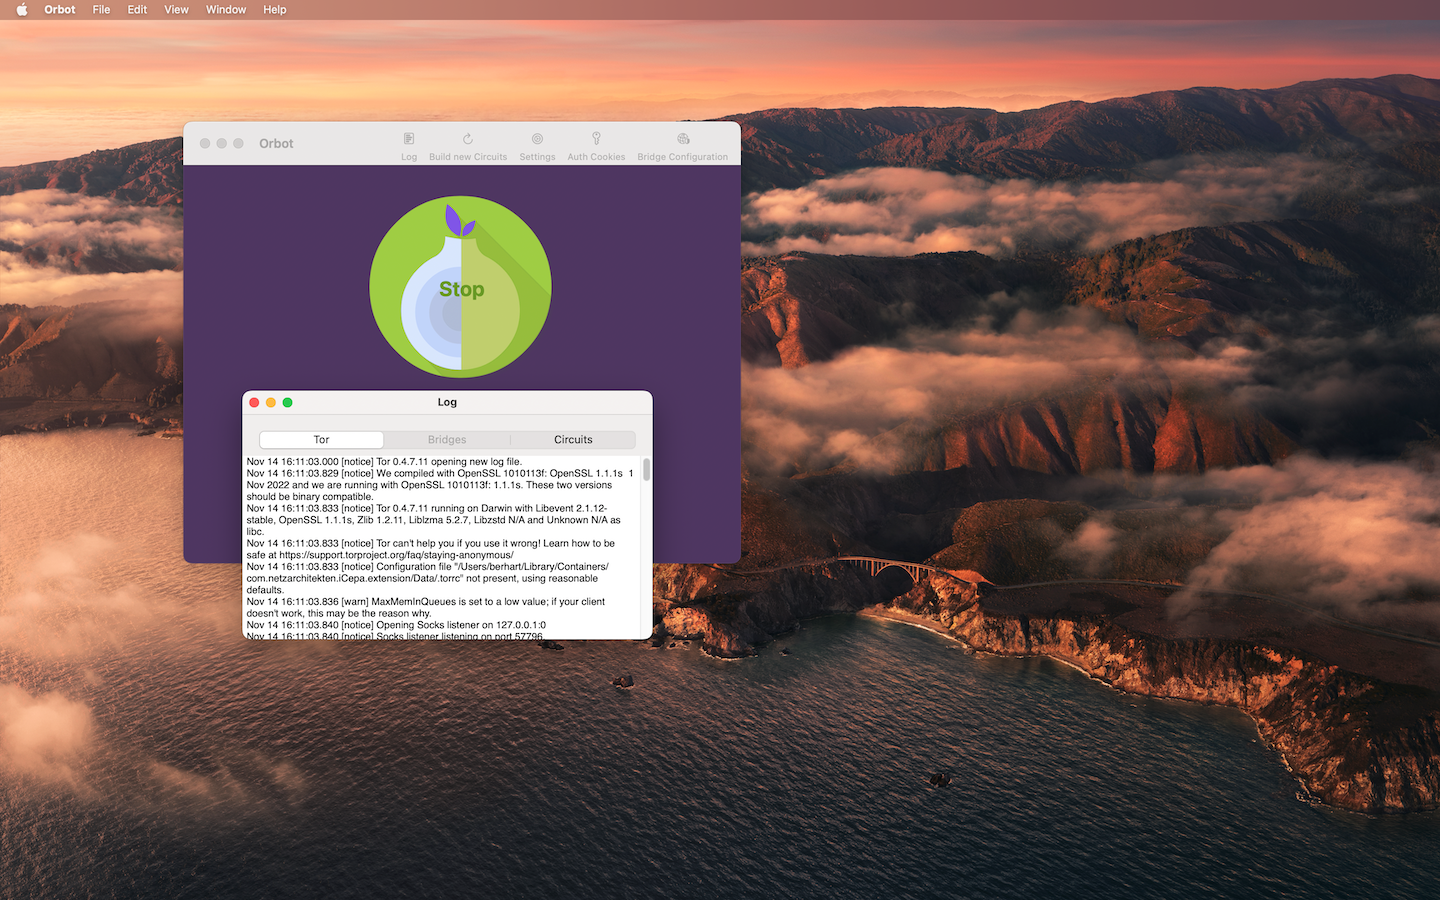 Orbot File Edit View Window Help
Orbot
Log Build new Circuits Settings Auth Cookies Bridge Configuration
Stop
Log
Tor Bridges Circuits
Nov 14 16:11:03.000 [notice] Tor 0.4.7.11 opening new log file.
Nov 14 16:11:03.829 [notice] We compiled with OpenSSL 1010113f: OpenSSL 1.1.1s  1
Nov 2022 and we are running with OpenSSL 1010113f: 1.1.1s. These two versions
should be binary compatible.
Nov 14 16:11:03.833 [notice] Tor 0.4.7.11 running on Darwin with Libevent 2.1.12-
stable, OpenSSL 1.1.1s, Zlib 1.2.11, Liblzma 5.2.7, Libzstd N/A and Unknown N/A as
libc.
Nov 14 16:11:03.833 [notice] Tor can't help you if you use it wrong! Learn how to be
safe at https://support.torproject.org/faq/staying-anonymous/
Nov 14 16:11:03.833 [notice] Configuration file "/Users/berhart/Library/Containers/
com.netzarchitekten.iCepa.extension/Data/.torrc" not present, using reasonable
defaults.
Nov 14 16:11:03.836 [warn] MaxMemInQueues is set to a low value; if your client
doesn't work, this may be the reason why.
Nov 14 16:11:03.840 [notice] Opening Socks listener on 127.0.0.1:0
Nov 14 16:11:03.840 [notice] Socks listener listening on port 57796.